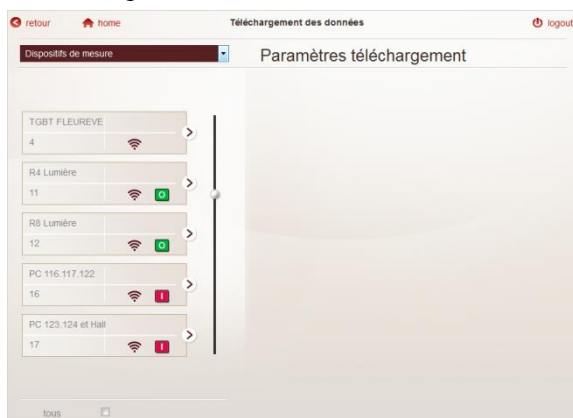 retour home Téléchargement des données logout
Dispositifs de mesure
Paramètres téléchargement
TGBT FLEUREVE
4
R4 Lumière
11 O
R8 Lumière
12 O
PC 116.117.122
16 I
PC 123.124 et Hall
17 I
tous